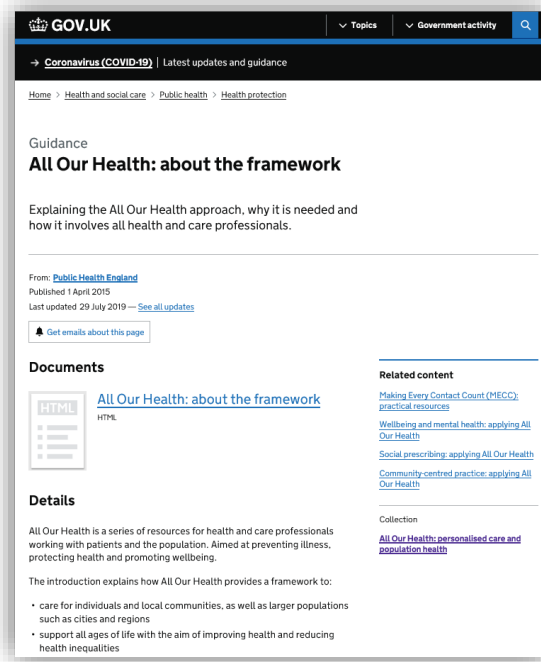 GOV.UK
Topics
Government activity
→ Coronavirus (COVID-19) | Latest updates and guidance
Home > Health and social care > Public health > Health protection
Guidance
All Our Health: about the framework
Explaining the All Our Health approach, why it is needed and
how it involves all health and care professionals.
From: Public Health England
Published 1 April 2015
Last updated 29 July 2019 — See all updates
Get emails about this page
Documents
HTML
All Our Health: about the framework
HTML
Details
All Our Health is a series of resources for health and care professionals
working with patients and the population. Aimed at preventing illness,
protecting health and promoting wellbeing.
The introduction explains how All Our Health provides a framework to:
• care for individuals and local communities, as well as larger populations
such as cities and regions
• support all ages of life with the aim of improving health and reducing
health inequalities
Related content
Making Every Contact Count (MECC):
practical resources
Wellbeing and mental health: applying All
Our Health
Social prescribing: applying All Our Health
Community-centred practice: applying All
Our Health
Collection
All Our Health: personalised care and
population health